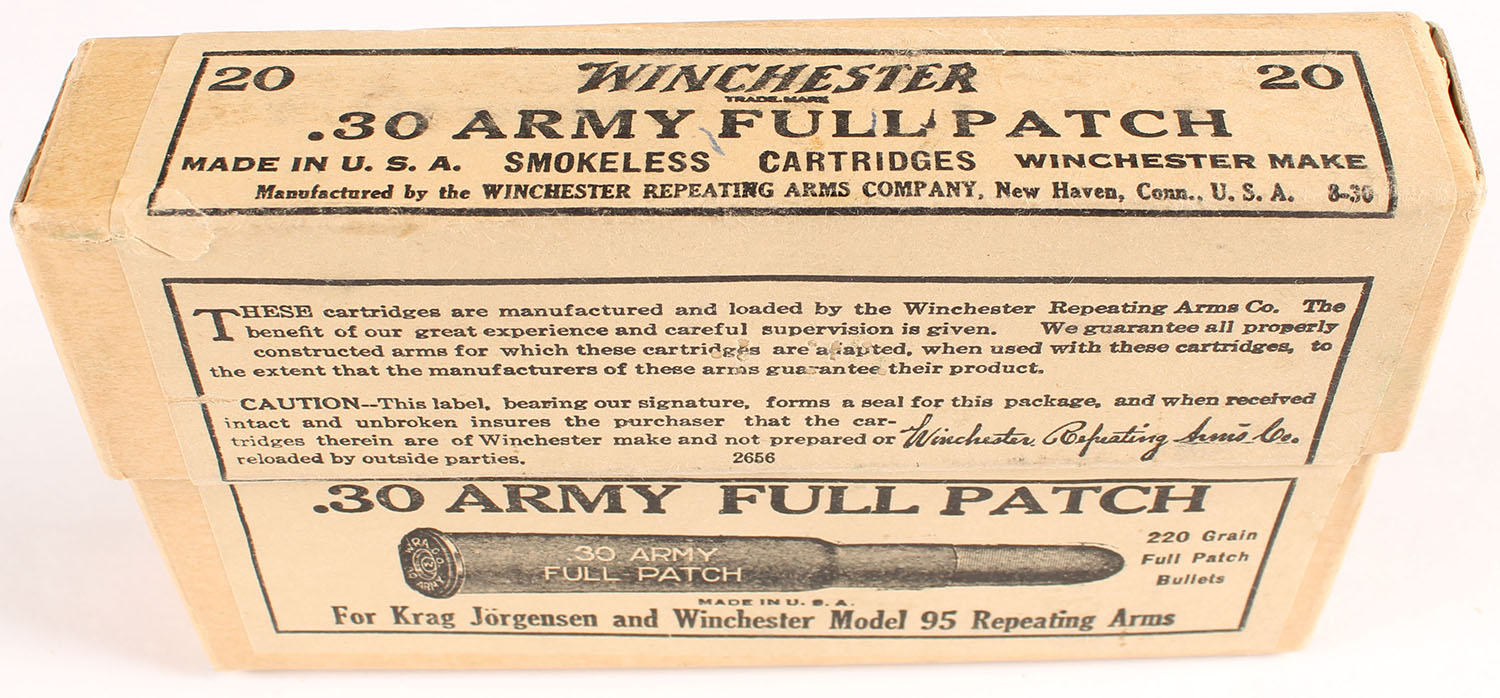 20 WINCHESTER 20
TRADE MARK
.30 ARMY FULL PATCH
MADE IN U. S. A. SMOKELESS CARTRIDGES WINCHESTER MAKE
Manufactured by the WINCHESTER REPEATING ARMS COMPANY, New Haven, Conn., U. S. A. 8-30
THESE cartridges are manufactured and loaded by the Winchester Repeating Arms Co. The
benefit of our great experience and careful supervision is given. We guarantee all properly
constructed arms for which these cartridges are adapted, when used with these cartridges, to
the extent that the manufacturers of these arms guarantee their product.
CAUTION--This label, bearing our signature, forms a seal for this package, and when received
intact and unbroken insures the purchaser that the car-
tridges therein are of Winchester make and not prepared or Winchester Repeating Arms Co.
reloaded by outside parties. 2656
.30 ARMY FULL PATCH
W.R.A. CO.
.30 ARMY
.30 ARMY
FULL PATCH
220 Grain
Full Patch
Bullets
MADE IN U. S. A.
For Krag Jörgensen and Winchester Model 95 Repeating Arms